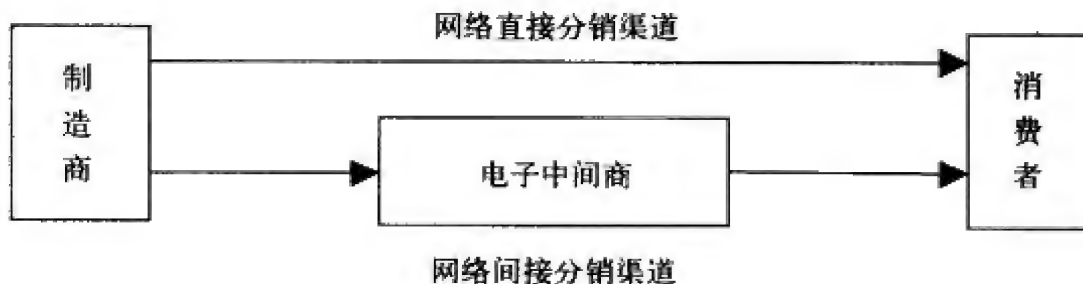 网络直接分销渠道
制造商
消费者
电子中间商
网络间接分销渠道